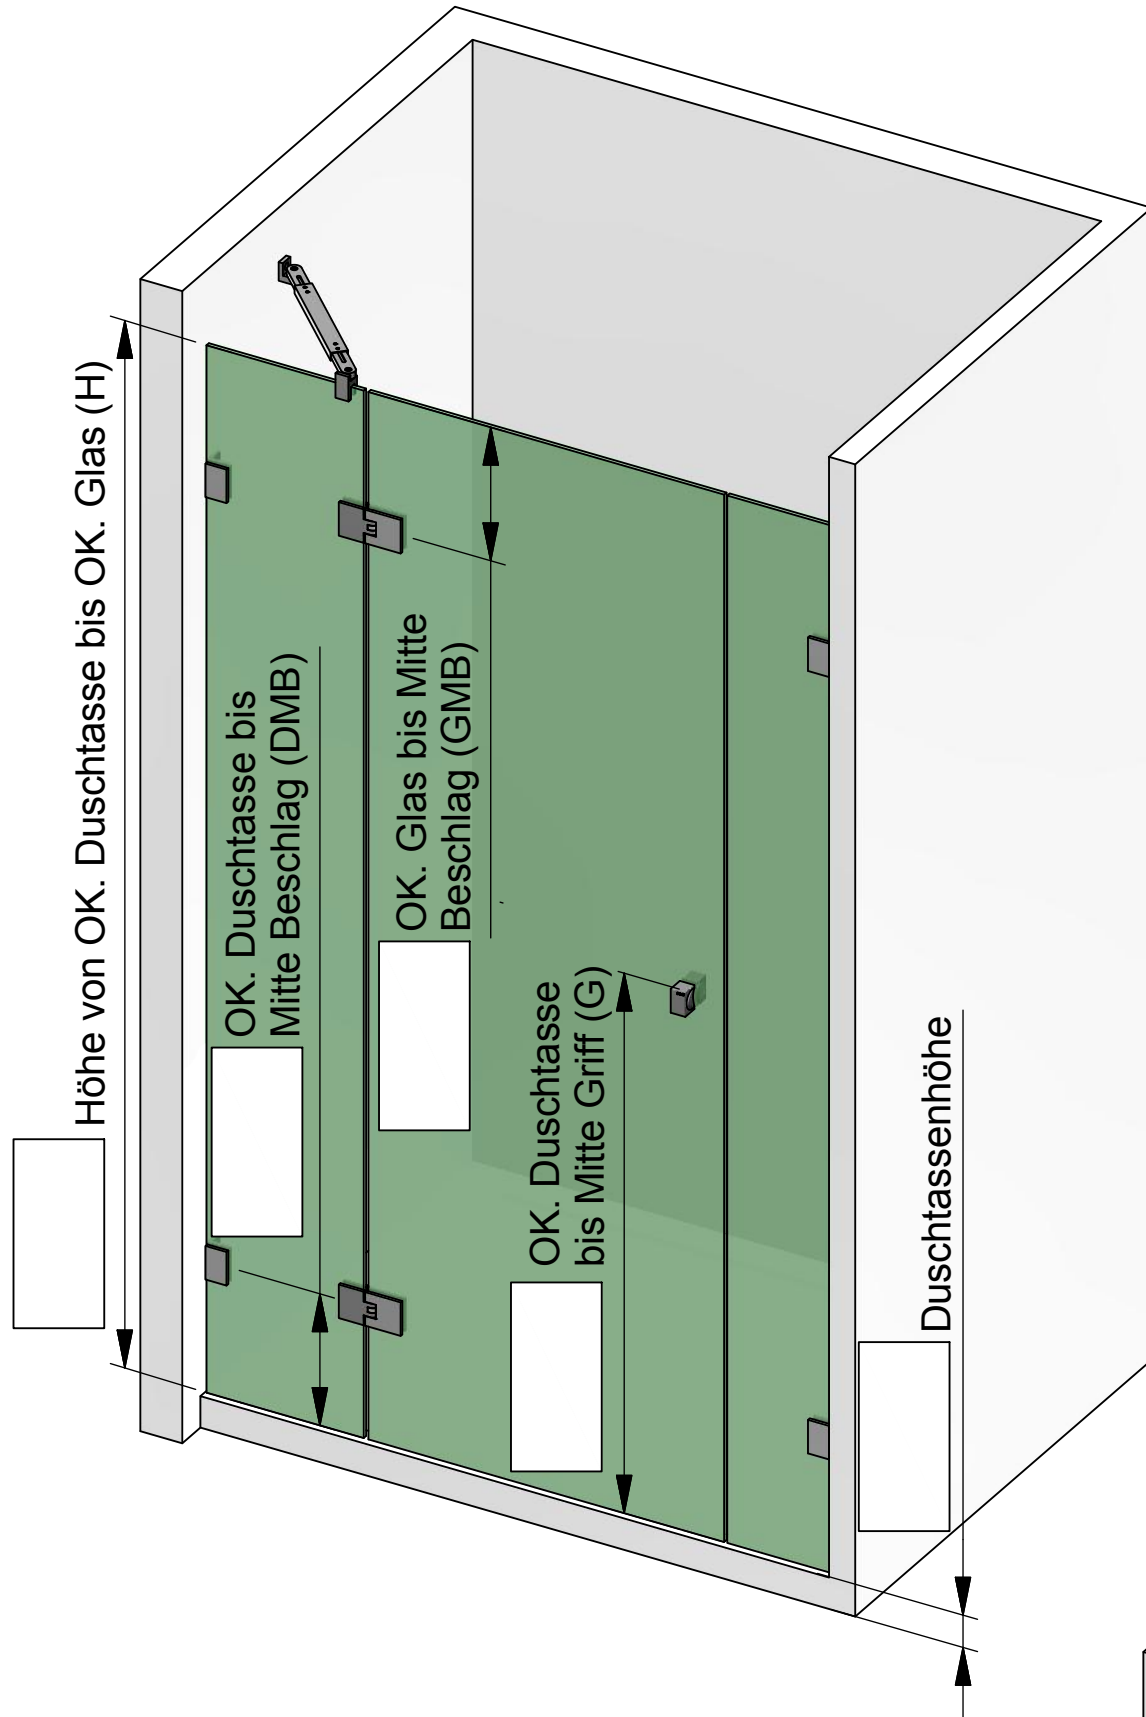 Höhe von OK. Duschtasse bis OK. Glas (H)
OK. Duschtasse bis
Mitte Beschlag (DMB)
OK. Glas bis Mitte
Beschlag (GMB)
OK. Duschtasse
bis Mitte Griff (G)
Duschtassenhöhe